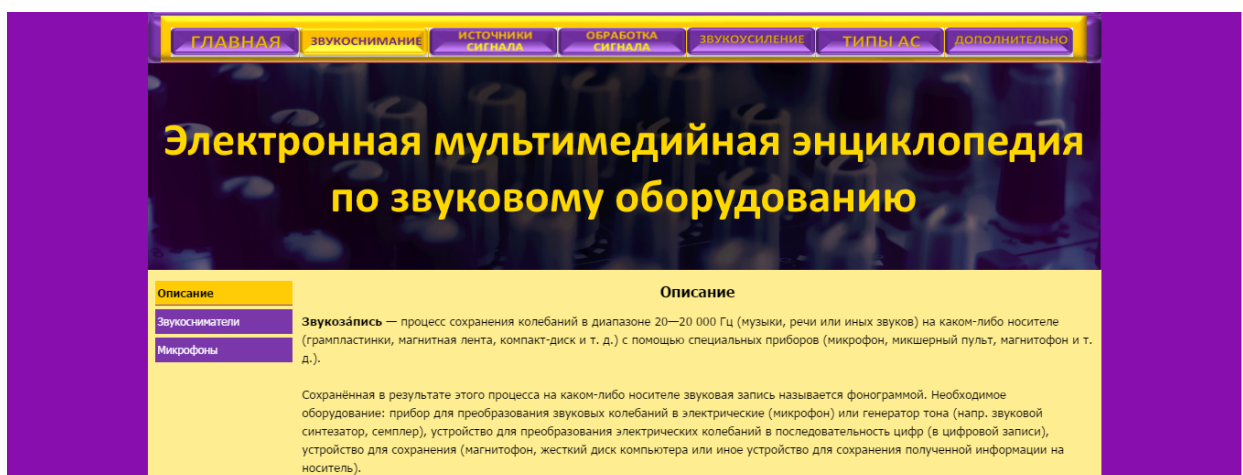 ГЛАВНАЯ
ЗВУКОСНИМАНИЕ
ИСТОЧНИКИ
СИГНАЛА
ОБРАБОТКА
СИГНАЛА
ЗВУКОУСИЛЕНИЕ
ТИПЫ АС
ДОПОЛНИТЕЛЬНО
Электронная мультимедийная энциклопедия
по звуковому оборудованию
Описание
Звукосниматели
Микрофоны
Описание
Звукоза́пись — процесс сохранения колебаний в диапазоне 20—20 000 Гц (музыки, речи или иных звуков) на каком-либо носителе
(грампластинки, магнитная лента, компакт-диск и т. д.) с помощью специальных приборов (микрофон, микшерный пульт, магнитофон и т.
д.).
Сохранённая в результате этого процесса на каком-либо носителе звуковая запись называется фонограммой. Необходимое
оборудование: прибор для преобразования звуковых колебаний в электрические (микрофон) или генератор тона (напр. звуковой
синтезатор, семплер), устройство для преобразования электрических колебаний в последовательность цифр (в цифровой записи),
устройство для сохранения (магнитофон, жесткий диск компьютера или иное устройство для сохранения полученной информации на
носитель).